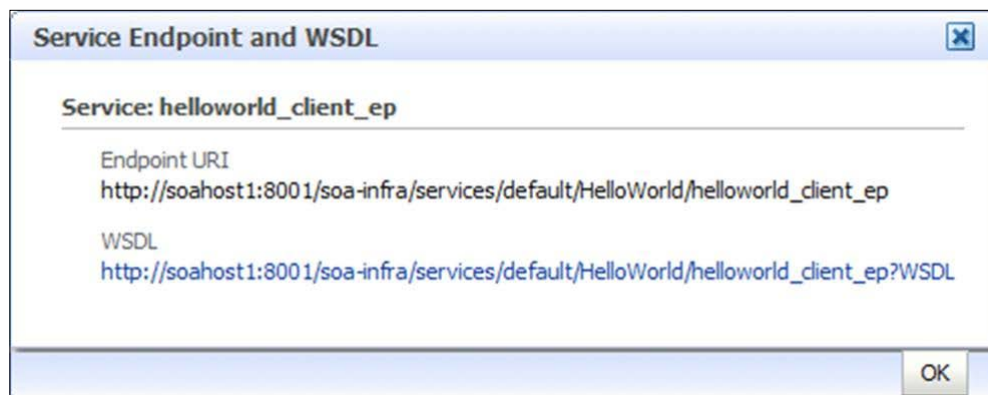 Service Endpoint and WSDL
Service: helloworld_client_ep
Endpoint URI
http://soahost1:8001/soa-infra/services/default/HelloWorld/helloworld_client_ep
WSDL
http://soahost1:8001/soa-infra/services/default/HelloWorld/helloworld_client_ep?WSDL
OK